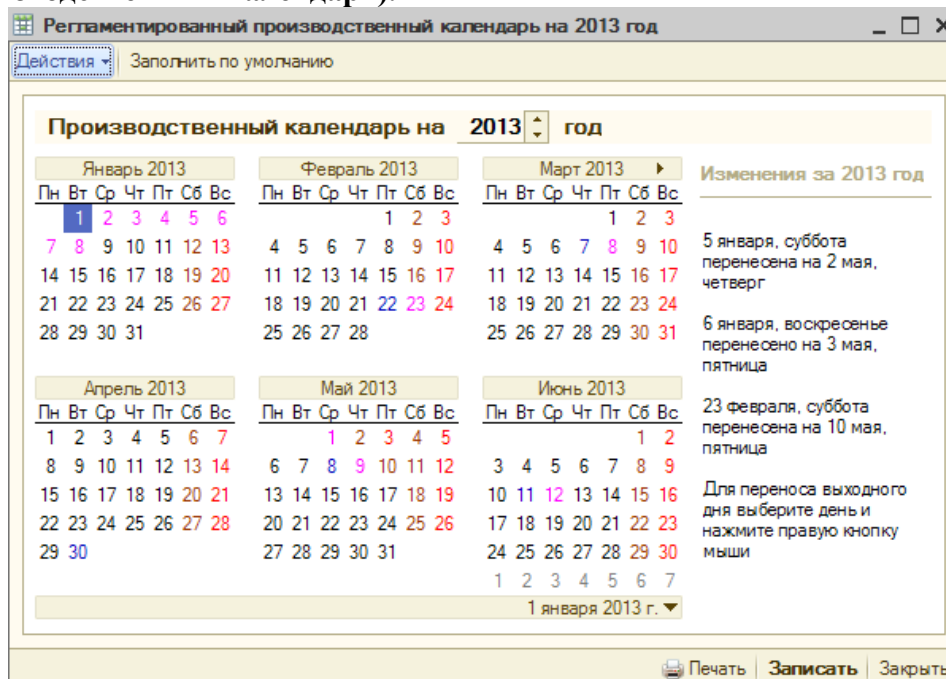 Регламентированный производственный календарь на 2013 год
Действия Заполнить по умолчанию
Производственный календарь на 2013 год
Январь 2013 Февраль 2013 Март 2013
Пн Вт Ср Чт Пт Сб Вс Пн Вт Ср Чт Пт Сб Вс Пн Вт Ср Чт Пт Сб Вс
1 2 3 4 5 6 1 2 3 1 2 3
7 8 9 10 11 12 13 4 5 6 7 8 9 10 4 5 6 7 8 9 10
14 15 16 17 18 19 20 11 12 13 14 15 16 17 11 12 13 14 15 16 17
21 22 23 24 25 26 27 18 19 20 21 22 23 24 18 19 20 21 22 23 24
28 29 30 31 25 26 27 28 25 26 27 28 29 30 31
Апрель 2013 Май 2013 Июнь 2013
Пн Вт Ср Чт Пт Сб Вс Пн Вт Ср Чт Пт Сб Вс Пн Вт Ср Чт Пт Сб Вс
1 2 3 4 5 6 7 1 2 3 4 5 1 2
8 9 10 11 12 13 14 6 7 8 9 10 11 12 3 4 5 6 7 8 9
15 16 17 18 19 20 21 13 14 15 16 17 18 19 10 11 12 13 14 15 16
22 23 24 25 26 27 28 20 21 22 23 24 25 26 17 18 19 20 21 22 23
29 30 27 28 29 30 31 24 25 26 27 28 29 30
1 2 3 4 5 6 7
1 января 2013 г.
Изменения за 2013 год
5 января, суббота
перенесена на 2 мая,
четверг
6 января, воскресенье
перенесено на 3 мая,
пятница
23 февраля, суббота
перенесена на 10 мая,
пятница
Для переноса выходного
дня выберите день и
нажмите правую кнопку
мыши
Печать Записать Закрыть